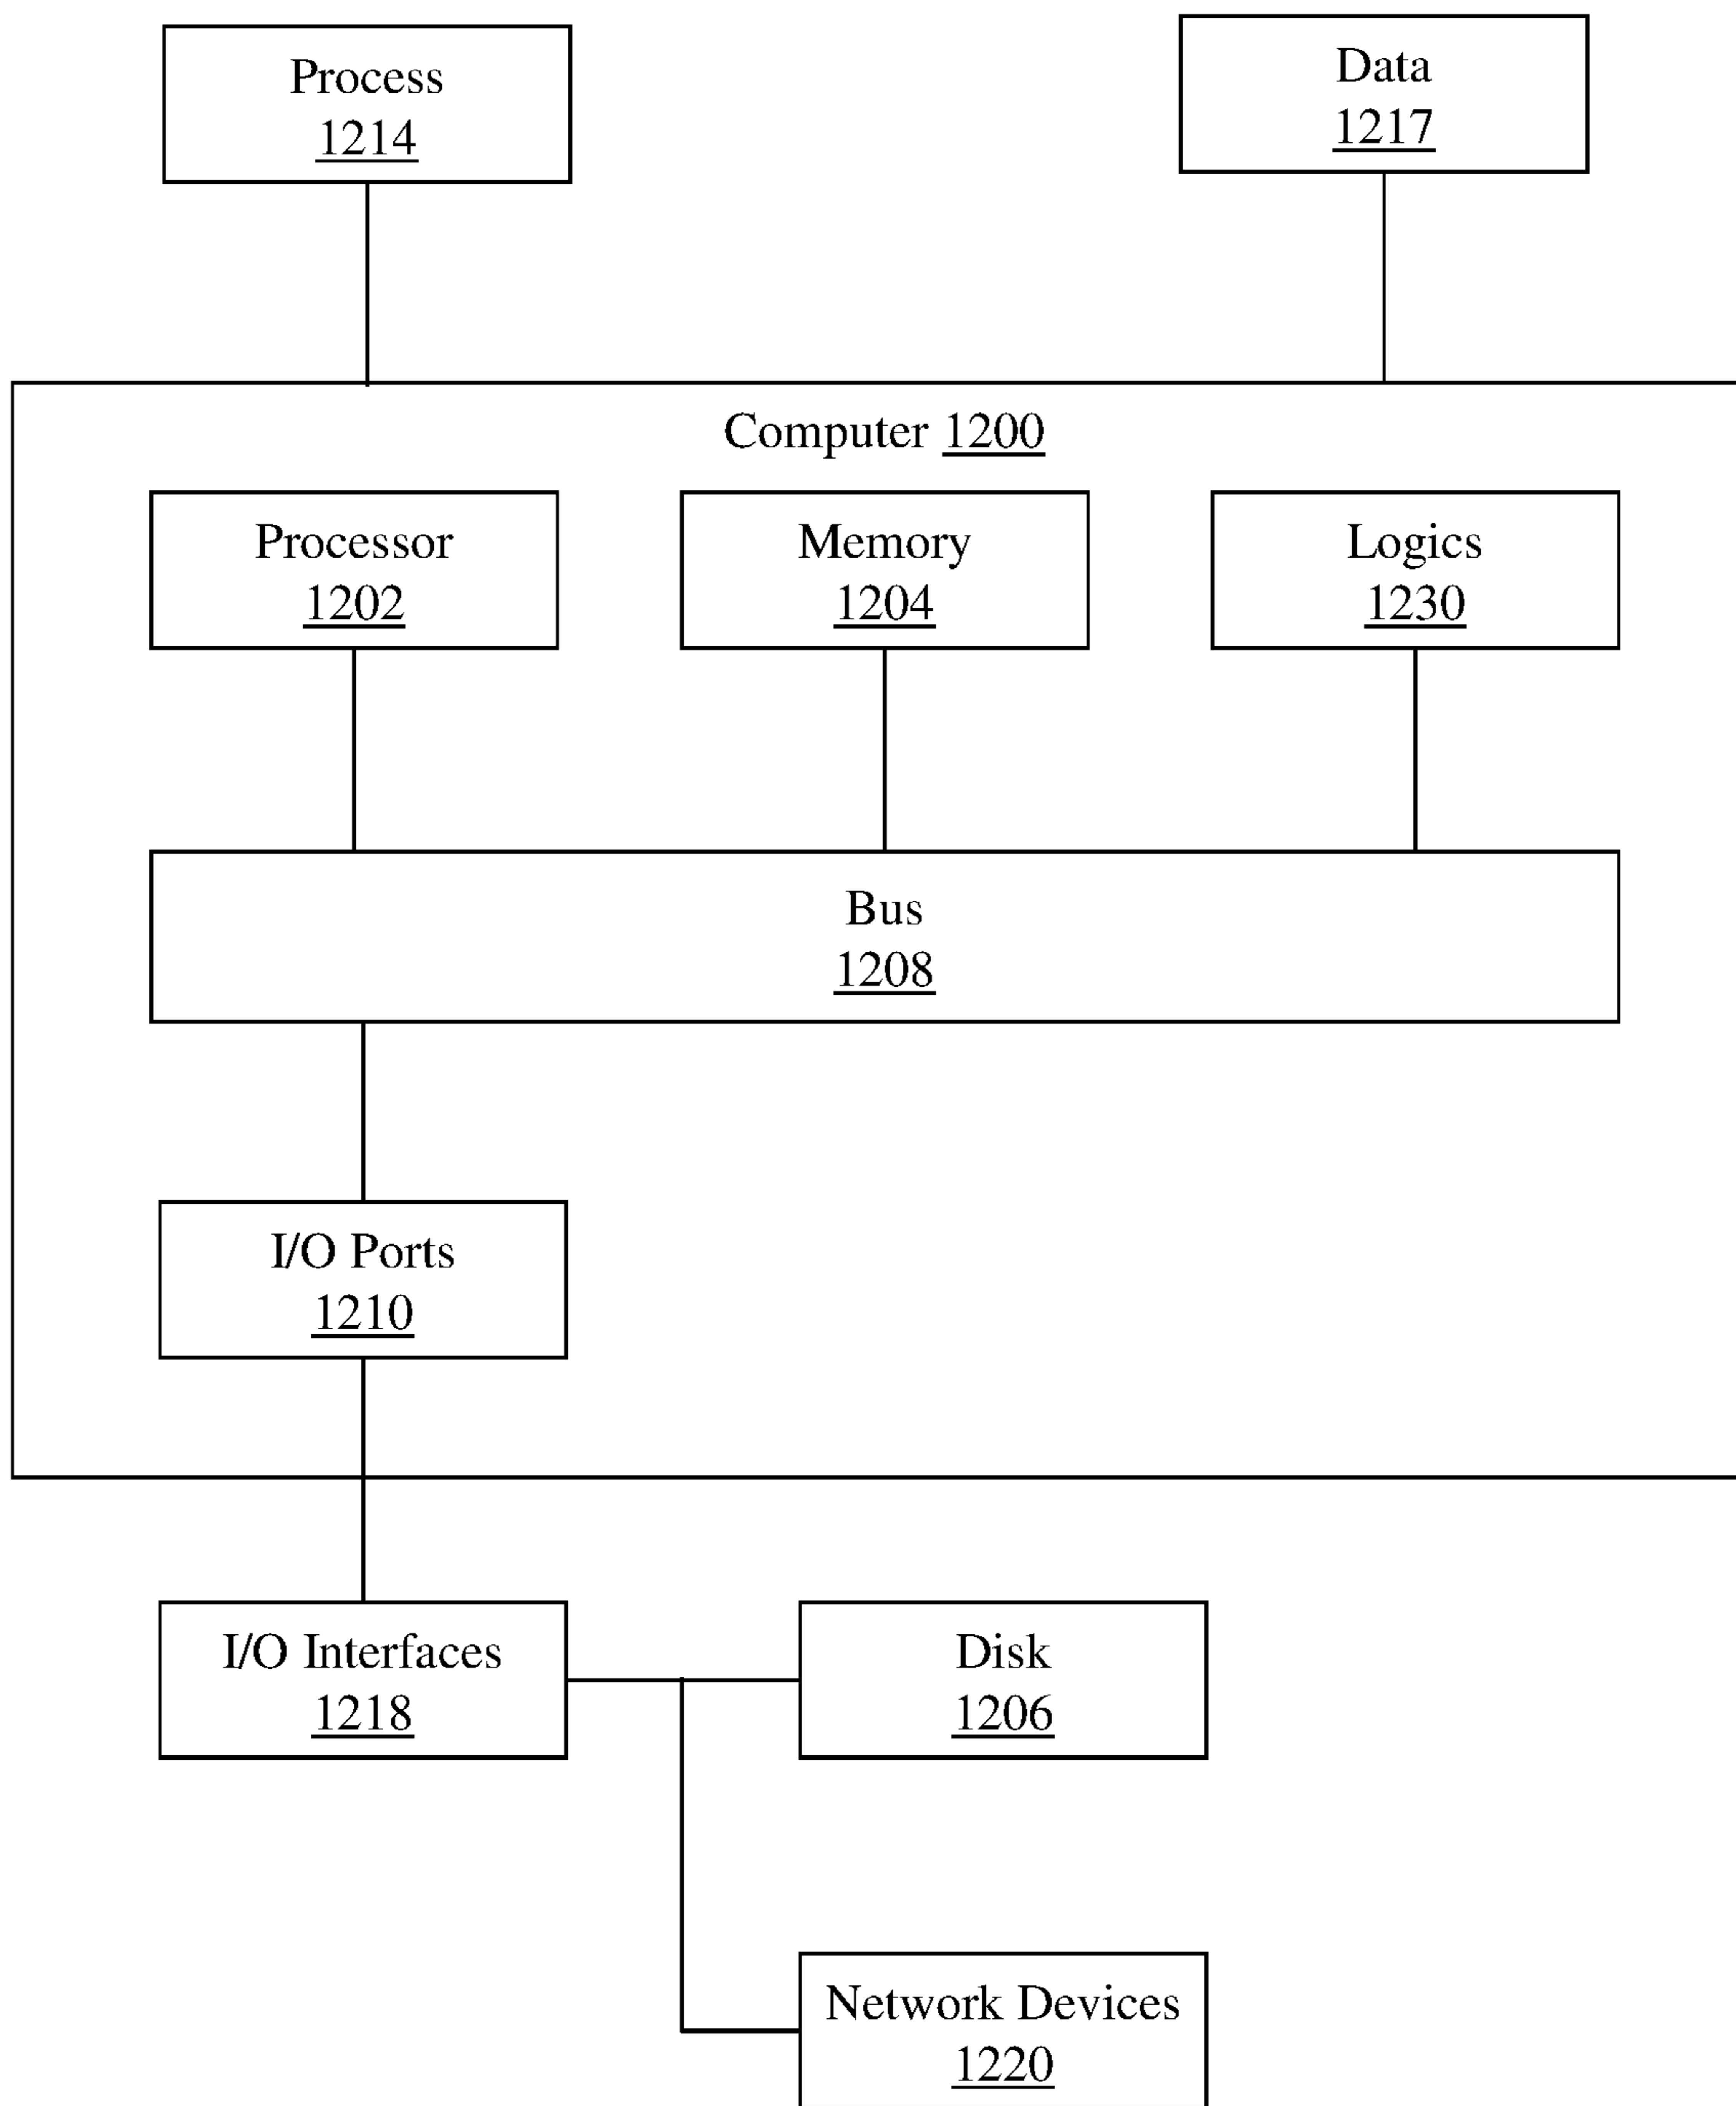 Process
1214
Data
1217
Computer 1200
Processor
1202
Memory
1204
Logics
1230
Bus
1208
I/O Ports
1210
I/O Interfaces
1218
Disk
1206
Network Devices
1220